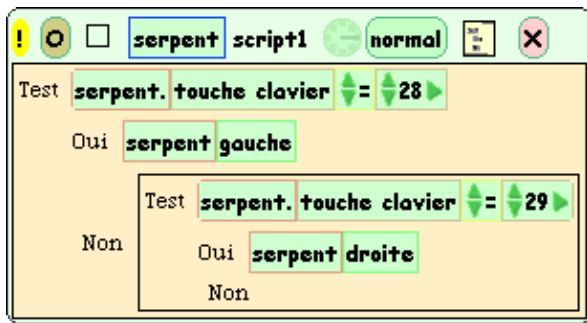 ! O serpent script1 normal X
Test serpent. touche clavier = 28
Oui serpent gauche
Test serpent. touche clavier = 29
Non
Oui serpent droite
Non